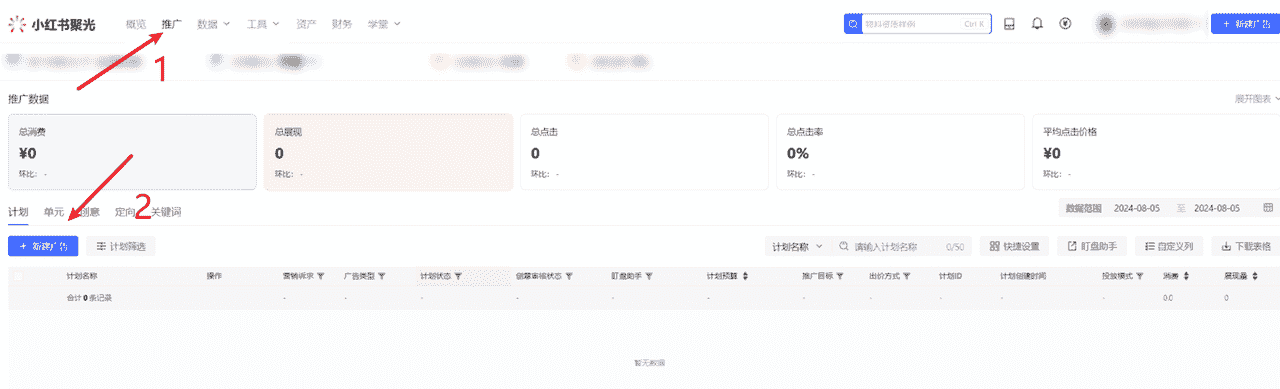 小红书聚光 概览 推广 数据 工具 资产 财务 学堂 Ctrl K + 新建广告
1
推广数据 展开图表
总消费 总展现 总点击 总点击率 平均点击价格
¥0 0 0 0% ¥0
环比: - 环比: - 环比: - 环比: - 环比: -
2
计划 单元 创意 定向 关键词 数据范围 2024-08-05 至 2024-08-05
+ 新建广告 计划筛选 计划名称 请输入计划名称 0/50 快捷设置 盯盘助手 自定义列 下载表格
计划名称 操作 营销诉求 广告类型 计划状态 创意审核状态 盯盘助手 计划预算 推广目标 出价方式 计划ID 计划创建时间 投放模式 消费 展现量
合计 0 条记录 - - - - - - - - - - - 0.0 0
暂无数据